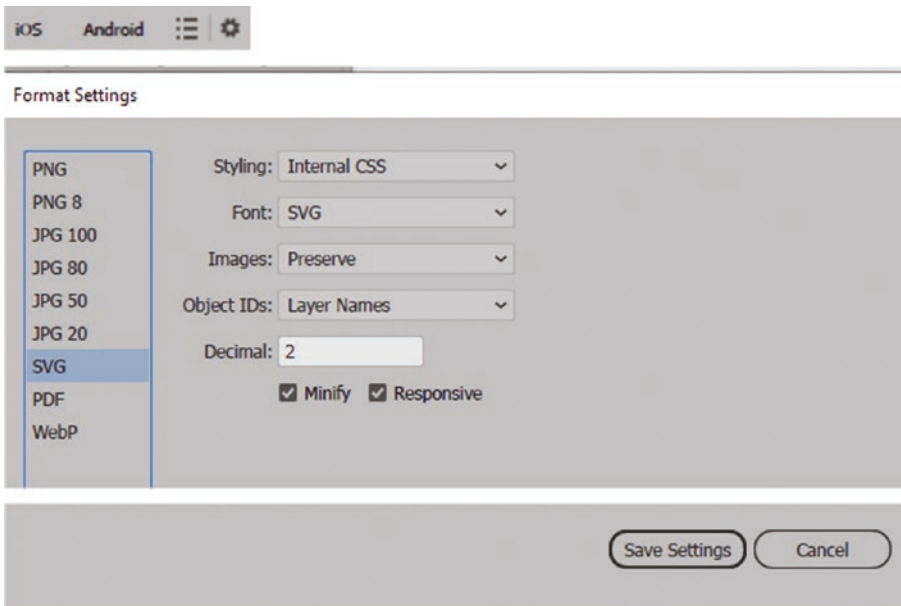 iOS Android
Format Settings
PNG
PNG 8
JPG 100
JPG 80
JPG 50
JPG 20
SVG
PDF
WebP
Styling: Internal CSS
Font: SVG
Images: Preserve
Object IDs: Layer Names
Decimal: 2
Minify Responsive
Save Settings Cancel